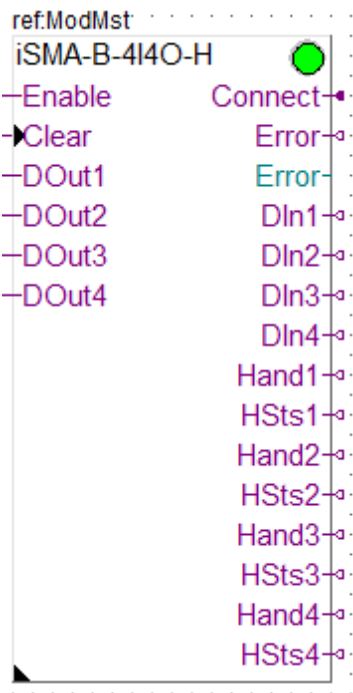 ref:ModMst
iSMA-B-4I4O-H
Enable Connect
Clear Error
DOut1 Error
DOut2 DIn1
DOut3 DIn2
DOut4 DIn3
DIn4
Hand1
HSts1
Hand2
HSts2
Hand3
HSts3
Hand4
HSts4